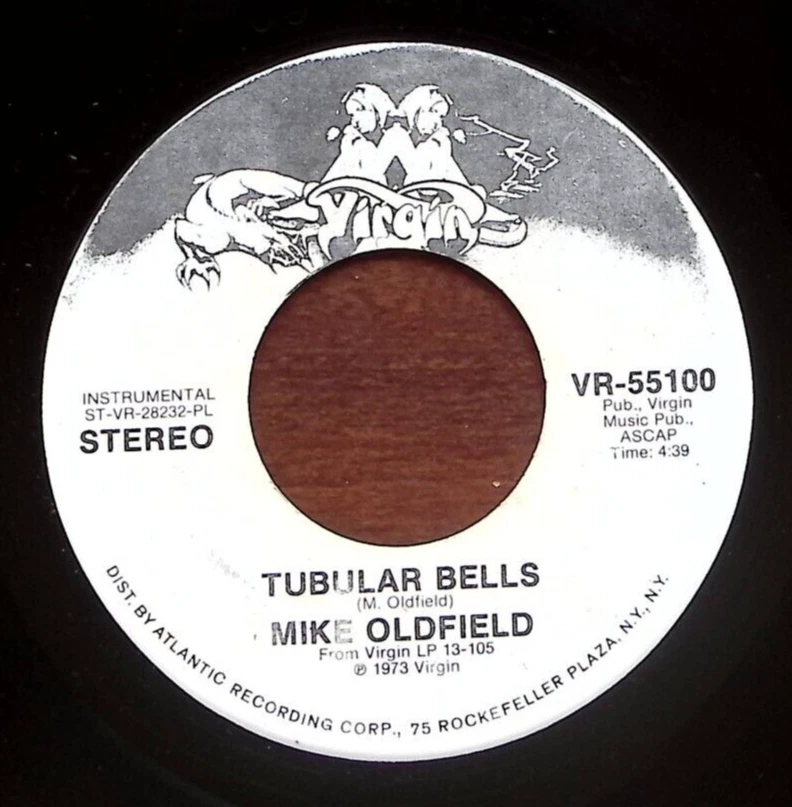 Virgin
INSTRUMENTAL
ST-VR-28232-PL
STEREO
VR-55100
Pub., Virgin
Music Pub.,
ASCAP
Time: 4:39
TUBULAR BELLS
(M. Oldfield)
MIKE OLDFIELD
From Virgin LP 13-105
℗ 1973 Virgin
DIST. BY ATLANTIC RECORDING CORP., 75 ROCKEFELLER PLAZA, N.Y., N.Y.